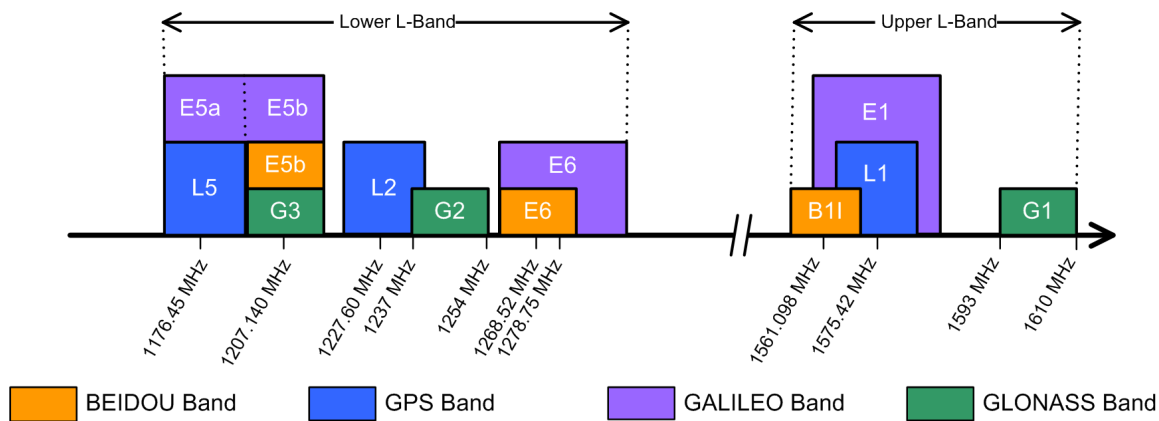 Lower L-Band
Upper L-Band
E5a
E5b
E1
E5b
E6
L5
L2
L1
G3
G2
E6
B1I
G1
1176.45 MHz
1207.140 MHz
1227.60 MHz
1237 MHz
1254 MHz
1268.52 MHz
1278.75 MHz
1561.098 MHz
1575.42 MHz
1593 MHz
1610 MHz
BEIDOU Band
GPS Band
GALILEO Band
GLONASS Band